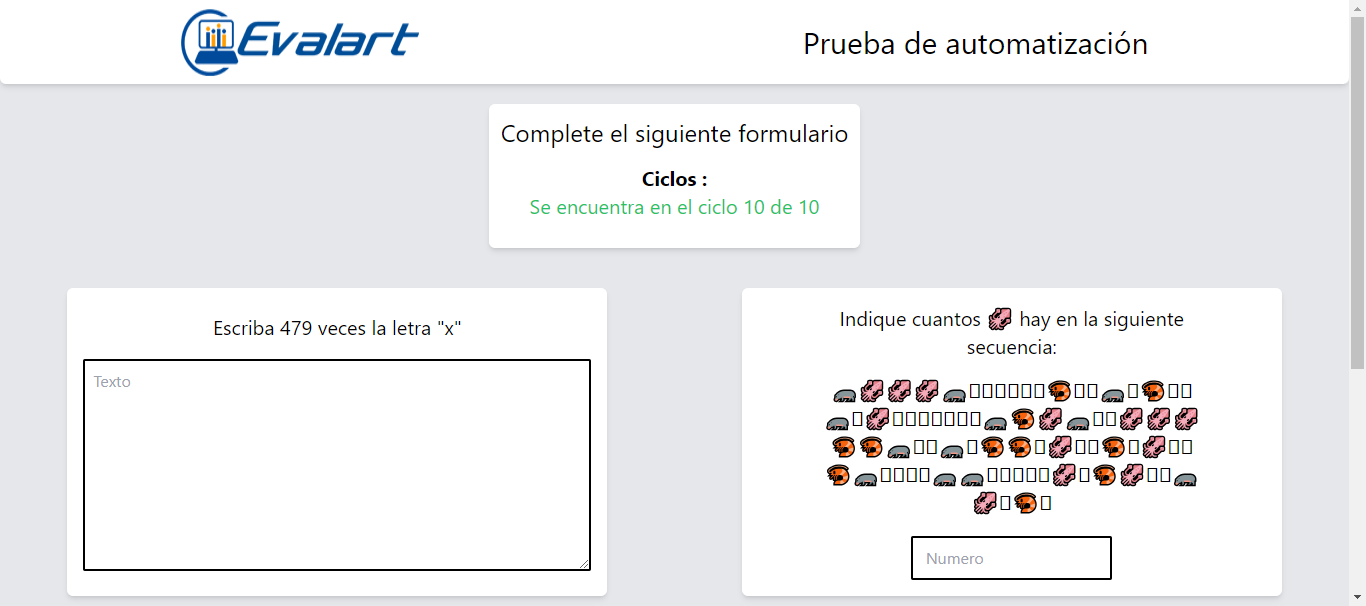 Evalart
Prueba de automatización
Complete el siguiente formulario
Ciclos :
Se encuentra en el ciclo 10 de 10
Escriba 479 veces la letra "x"
Texto
Indique cuantos 🦑 hay en la siguiente
secuencia:
Numero